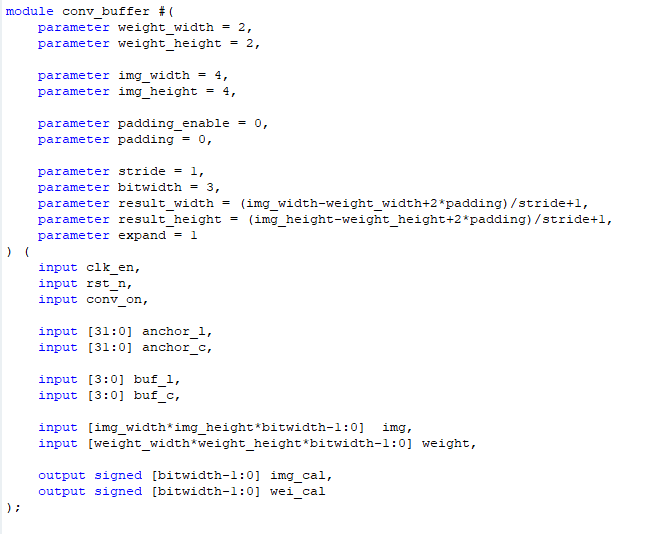 module conv_buffer #(
    parameter weight_width = 2,
    parameter weight_height = 2,
    parameter img_width = 4,
    parameter img_height = 4,
    parameter padding_enable = 0,
    parameter padding = 0,
    parameter stride = 1,
    parameter bitwidth = 3,
    parameter result_width = (img_width-weight_width+2*padding)/stride+1,
    parameter result_height = (img_height-weight_height+2*padding)/stride+1,
    parameter expand = 1
) (
    input clk_en,
    input rst_n,
    input conv_on,
    input [31:0] anchor_l,
    input [31:0] anchor_c,
    input [3:0] buf_l,
    input [3:0] buf_c,
    input [img_width*img_height*bitwidth-1:0]  img,
    input [weight_width*weight_height*bitwidth-1:0] weight,
    output signed [bitwidth-1:0] img_cal,
    output signed [bitwidth-1:0] wei_cal
);